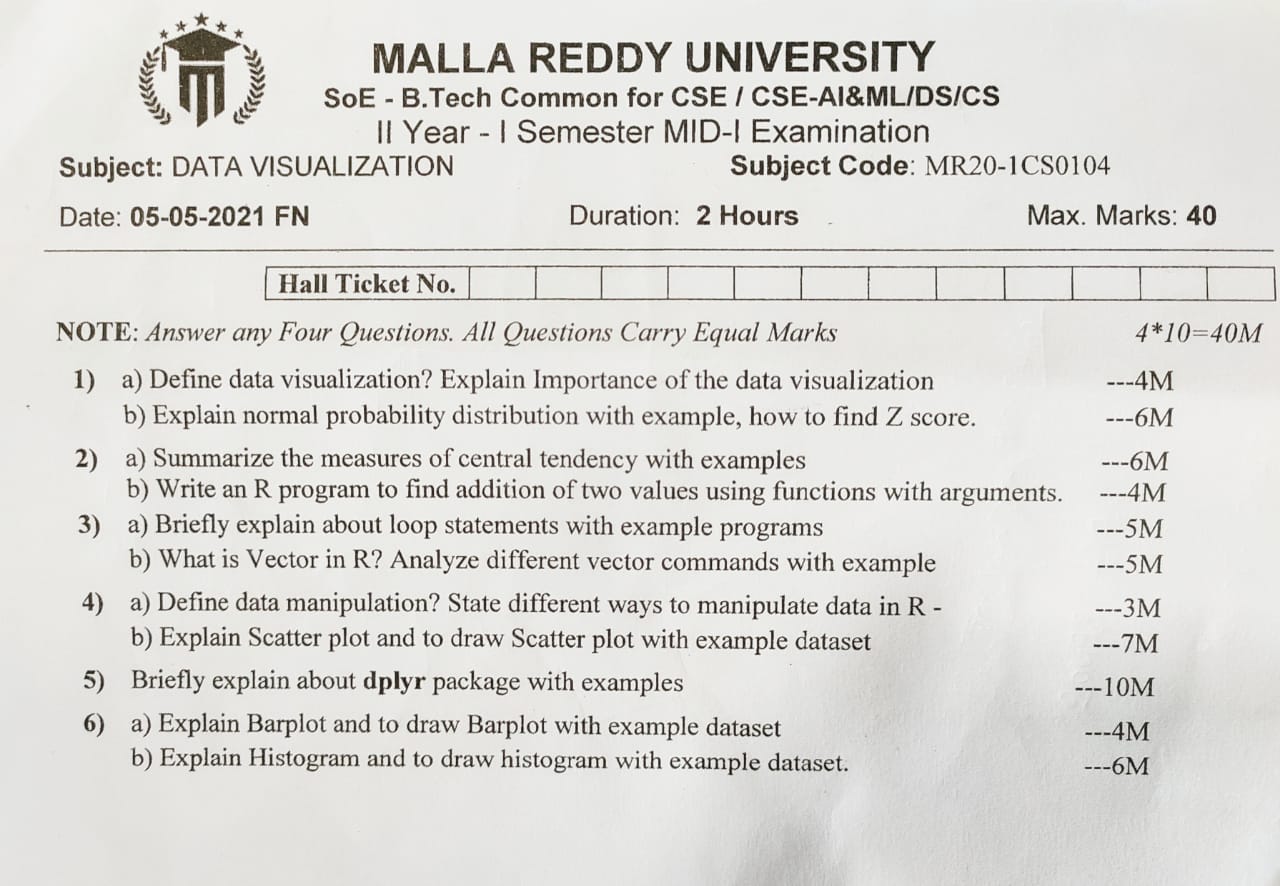 MALLA REDDY UNIVERSITY
SoE - B.Tech Common for CSE / CSE-AI&ML/DS/CS
II Year - I Semester MID-I Examination
Subject: DATA VISUALIZATION Subject Code: MR20-1CS0104
Date: 05-05-2021 FN Duration: 2 Hours Max. Marks: 40
Hall Ticket No.
NOTE: Answer any Four Questions. All Questions Carry Equal Marks 4*10=40M
1) a) Define data visualization? Explain Importance of the data visualization ---4M
b) Explain normal probability distribution with example, how to find Z score. ---6M
2) a) Summarize the measures of central tendency with examples ---6M
b) Write an R program to find addition of two values using functions with arguments. ---4M
3) a) Briefly explain about loop statements with example programs ---5M
b) What is Vector in R? Analyze different vector commands with example ---5M
4) a) Define data manipulation? State different ways to manipulate data in R - ---3M
b) Explain Scatter plot and to draw Scatter plot with example dataset ---7M
5) Briefly explain about dplyr package with examples ---10M
6) a) Explain Barplot and to draw Barplot with example dataset ---4M
b) Explain Histogram and to draw histogram with example dataset. ---6M